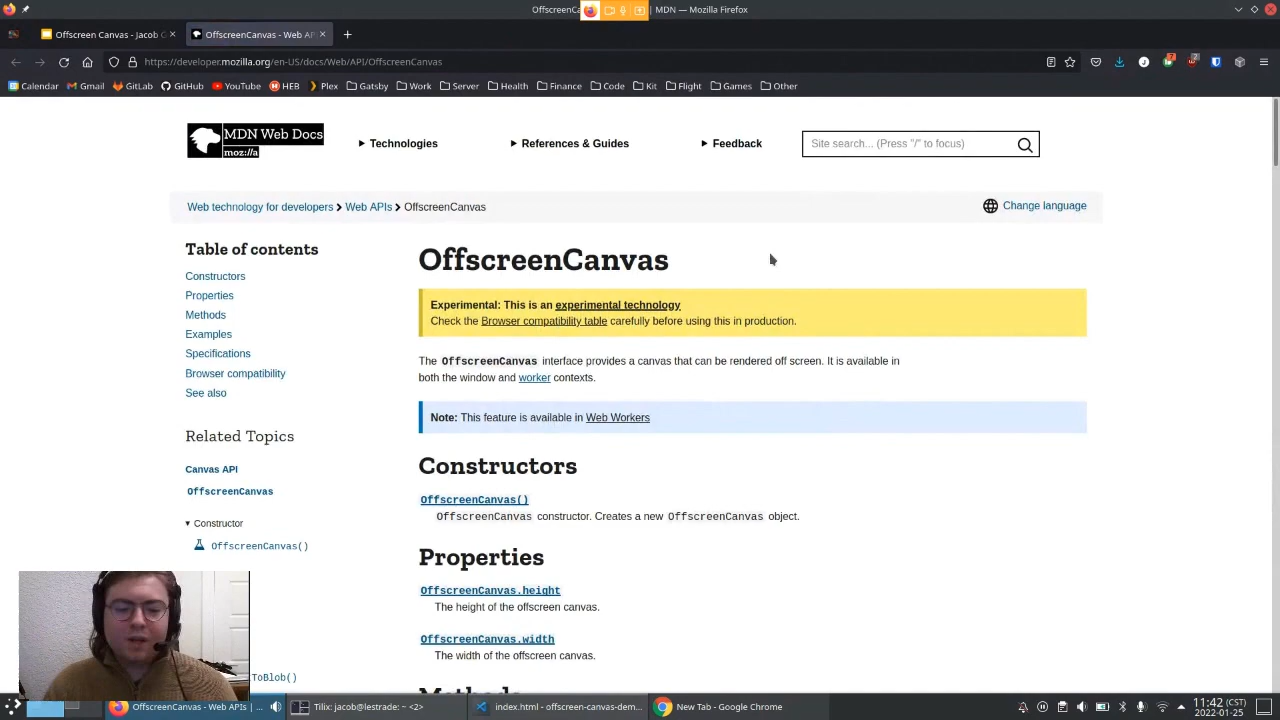 OffscreenCa
MDN — Mozilla Firefox
Offscreen Canvas - Jacob G
OffscreenCanvas - Web AP
https://developer.mozilla.org/en-US/docs/Web/API/OffscreenCanvas
Calendar Gmail GitLab GitHub YouTube HEB Plex Gatsby Work Server Health Finance Code Kit Flight Games Other
MDN Web Docs
moz://a
Technologies
References & Guides
Feedback
Site search... (Press "/" to focus)
Web technology for developers Web APIs OffscreenCanvas
Change language
Table of contents
Constructors
Properties
Methods
Examples
Specifications
Browser compatibility
See also
Related Topics
Canvas API
OffscreenCanvas
Constructor
OffscreenCanvas()
ToBlob()
OffscreenCanvas
Experimental: This is an experimental technology
Check the Browser compatibility table carefully before using this in production.
The OffscreenCanvas interface provides a canvas that can be rendered off screen. It is available in
both the window and worker contexts.
Note: This feature is available in Web Workers
Constructors
OffscreenCanvas()
OffscreenCanvas constructor. Creates a new OffscreenCanvas object.
Properties
OffscreenCanvas.height
The height of the offscreen canvas.
OffscreenCanvas.width
The width of the offscreen canvas.
Methods
OffscreenCanvas - Web APIs ...
Tilix: jacob@lestrade: ~ <2>
index.html - offscreen-dem...
New Tab - Google Chrome
11:42 (CST)
2022-01-25